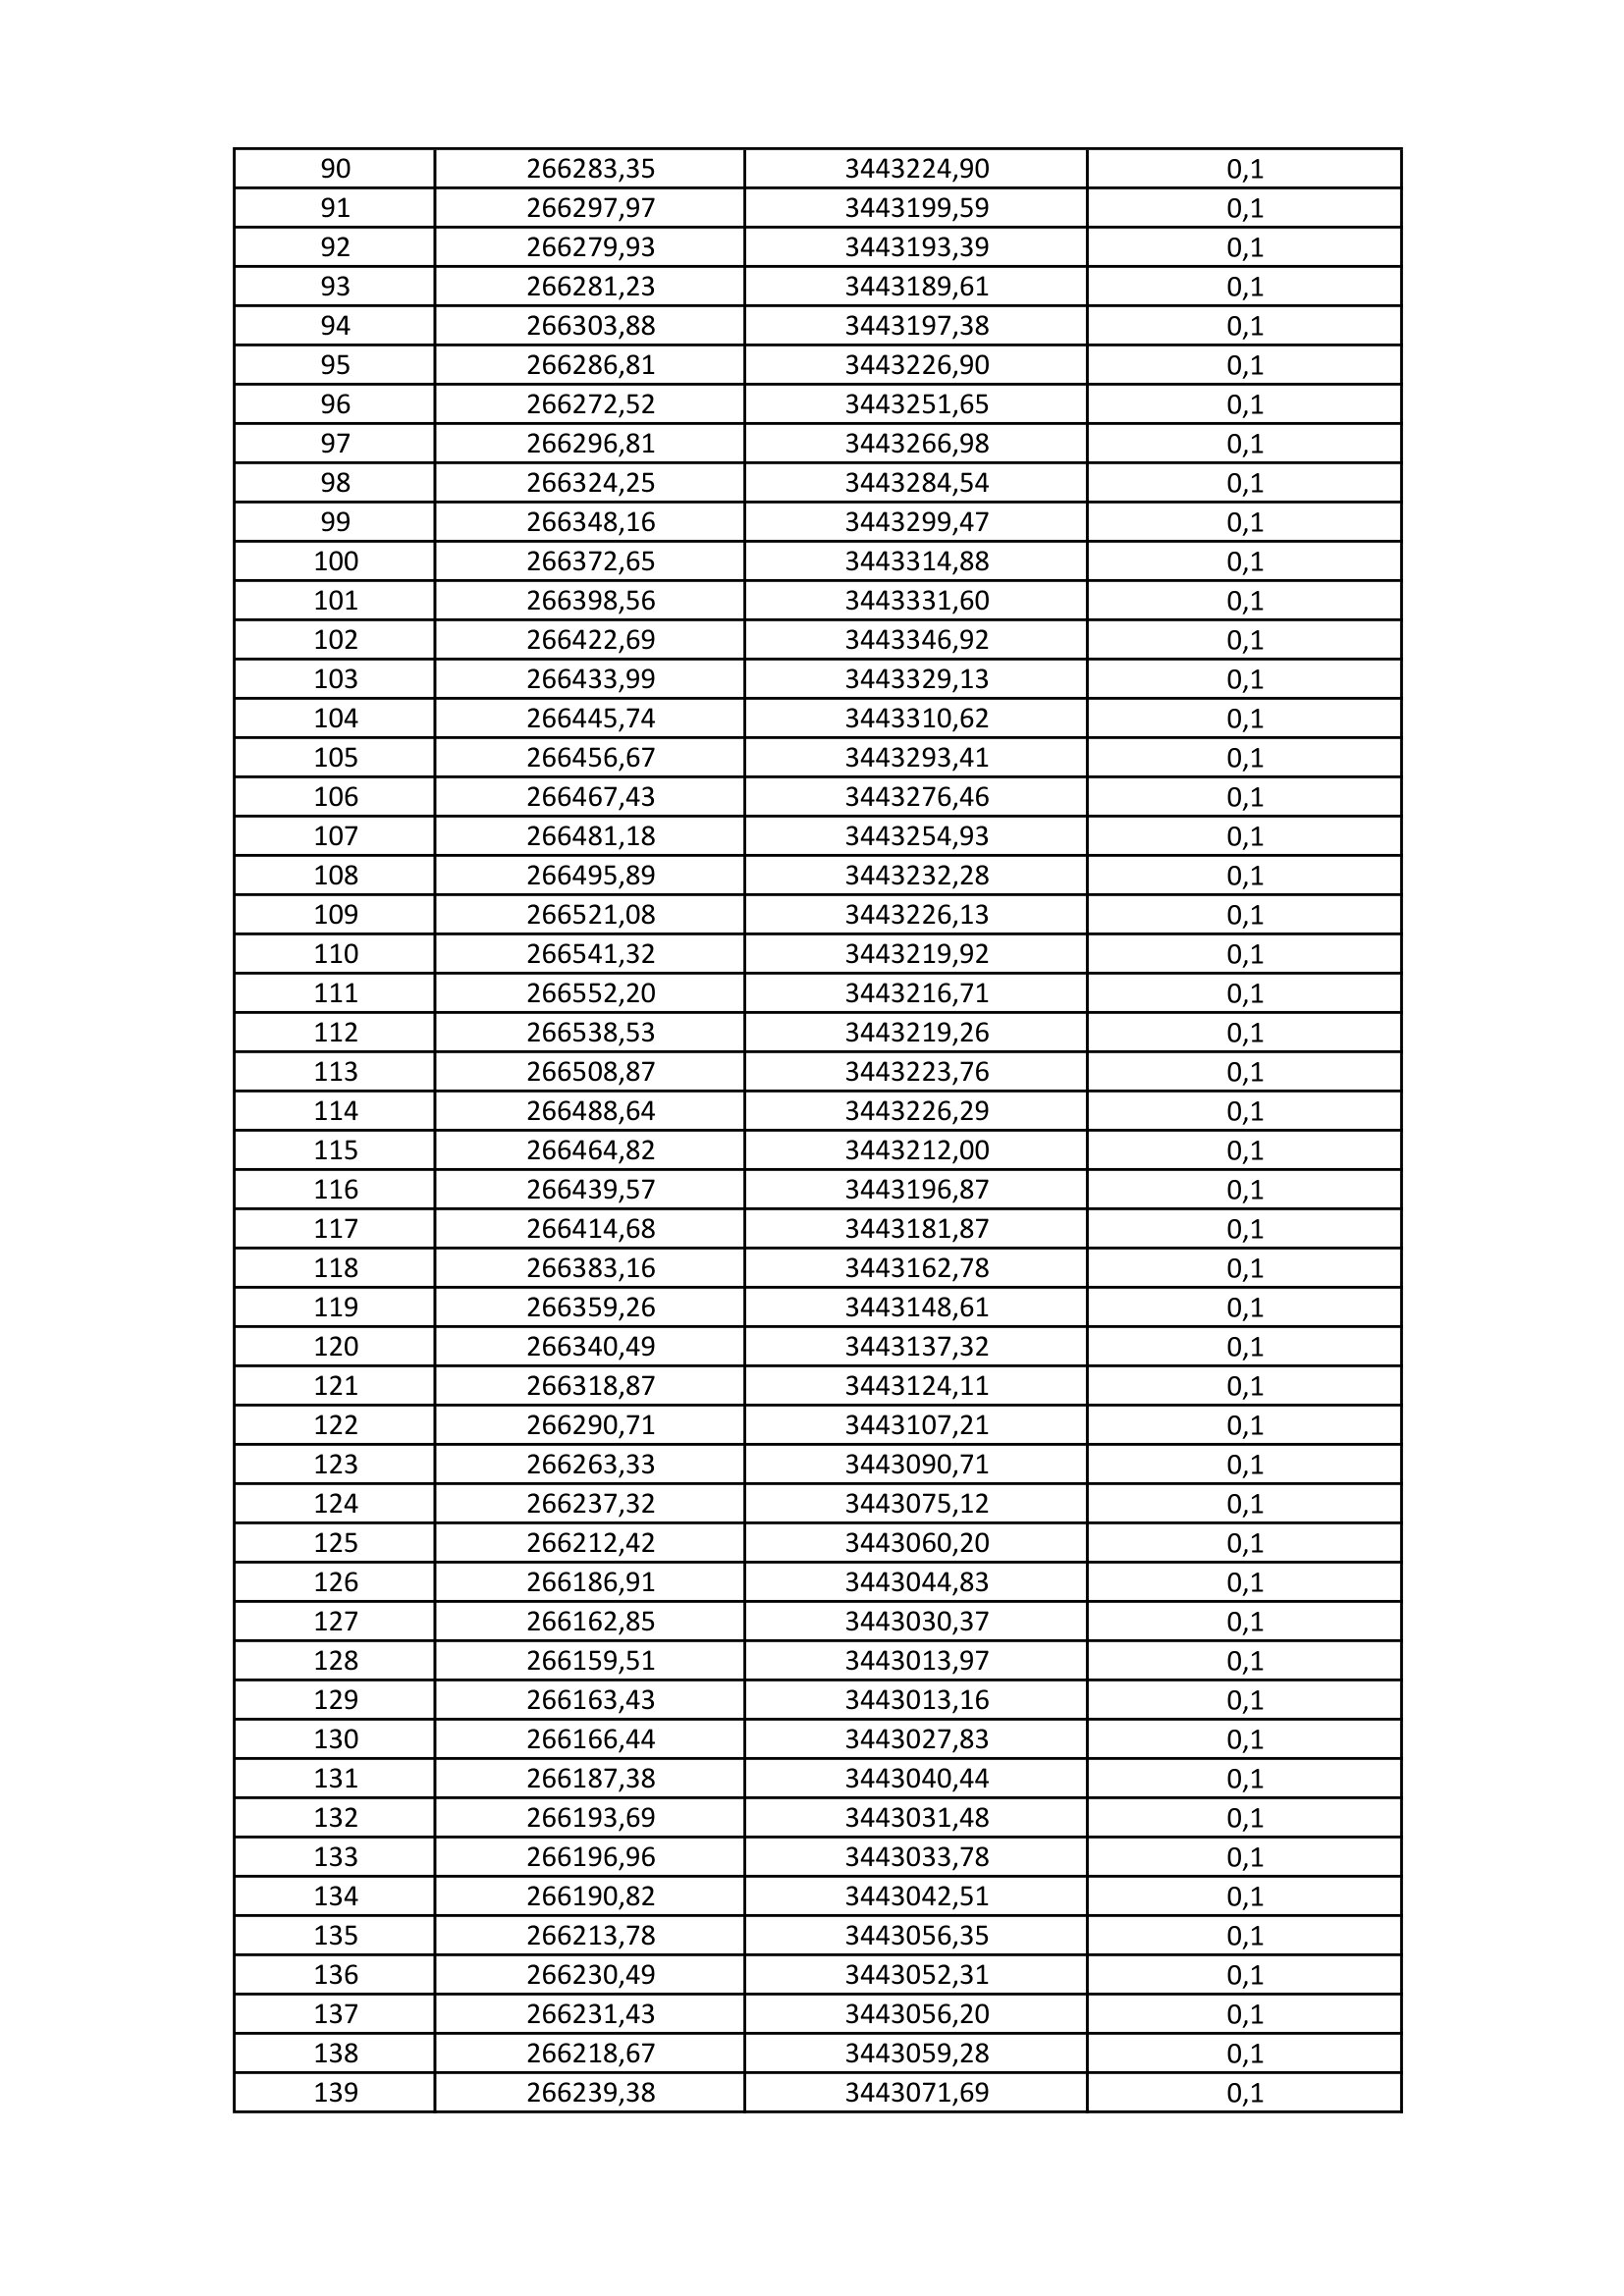 90 266283,35 3443224,90 0,1
91 266297,97 3443199,59 0,1
92 266279,93 3443193,39 0,1
93 266281,23 3443189,61 0,1
94 266303,88 3443197,38 0,1
95 266286,81 3443226,90 0,1
96 266272,52 3443251,65 0,1
97 266296,81 3443266,98 0,1
98 266324,25 3443284,54 0,1
99 266348,16 3443299,47 0,1
100 266372,65 3443314,88 0,1
101 266398,56 3443331,60 0,1
102 266422,69 3443346,92 0,1
103 266433,99 3443329,13 0,1
104 266445,74 3443310,62 0,1
105 266456,67 3443293,41 0,1
106 266467,43 3443276,46 0,1
107 266481,18 3443254,93 0,1
108 266495,89 3443232,28 0,1
109 266521,08 3443226,13 0,1
110 266541,32 3443219,92 0,1
111 266552,20 3443216,71 0,1
112 266538,53 3443219,26 0,1
113 266508,87 3443223,76 0,1
114 266488,64 3443226,29 0,1
115 266464,82 3443212,00 0,1
116 266439,57 3443196,87 0,1
117 266414,68 3443181,87 0,1
118 266383,16 3443162,78 0,1
119 266359,26 3443148,61 0,1
120 266340,49 3443137,32 0,1
121 266318,87 3443124,11 0,1
122 266290,71 3443107,21 0,1
123 266263,33 3443090,71 0,1
124 266237,32 3443075,12 0,1
125 266212,42 3443060,20 0,1
126 266186,91 3443044,83 0,1
127 266162,85 3443030,37 0,1
128 266159,51 3443013,97 0,1
129 266163,43 3443013,16 0,1
130 266166,44 3443027,83 0,1
131 266187,38 3443040,44 0,1
132 266193,69 3443031,48 0,1
133 266196,96 3443033,78 0,1
134 266190,82 3443042,51 0,1
135 266213,78 3443056,35 0,1
136 266230,49 3443052,31 0,1
137 266231,43 3443056,20 0,1
138 266218,67 3443059,28 0,1
139 266239,38 3443071,69 0,1